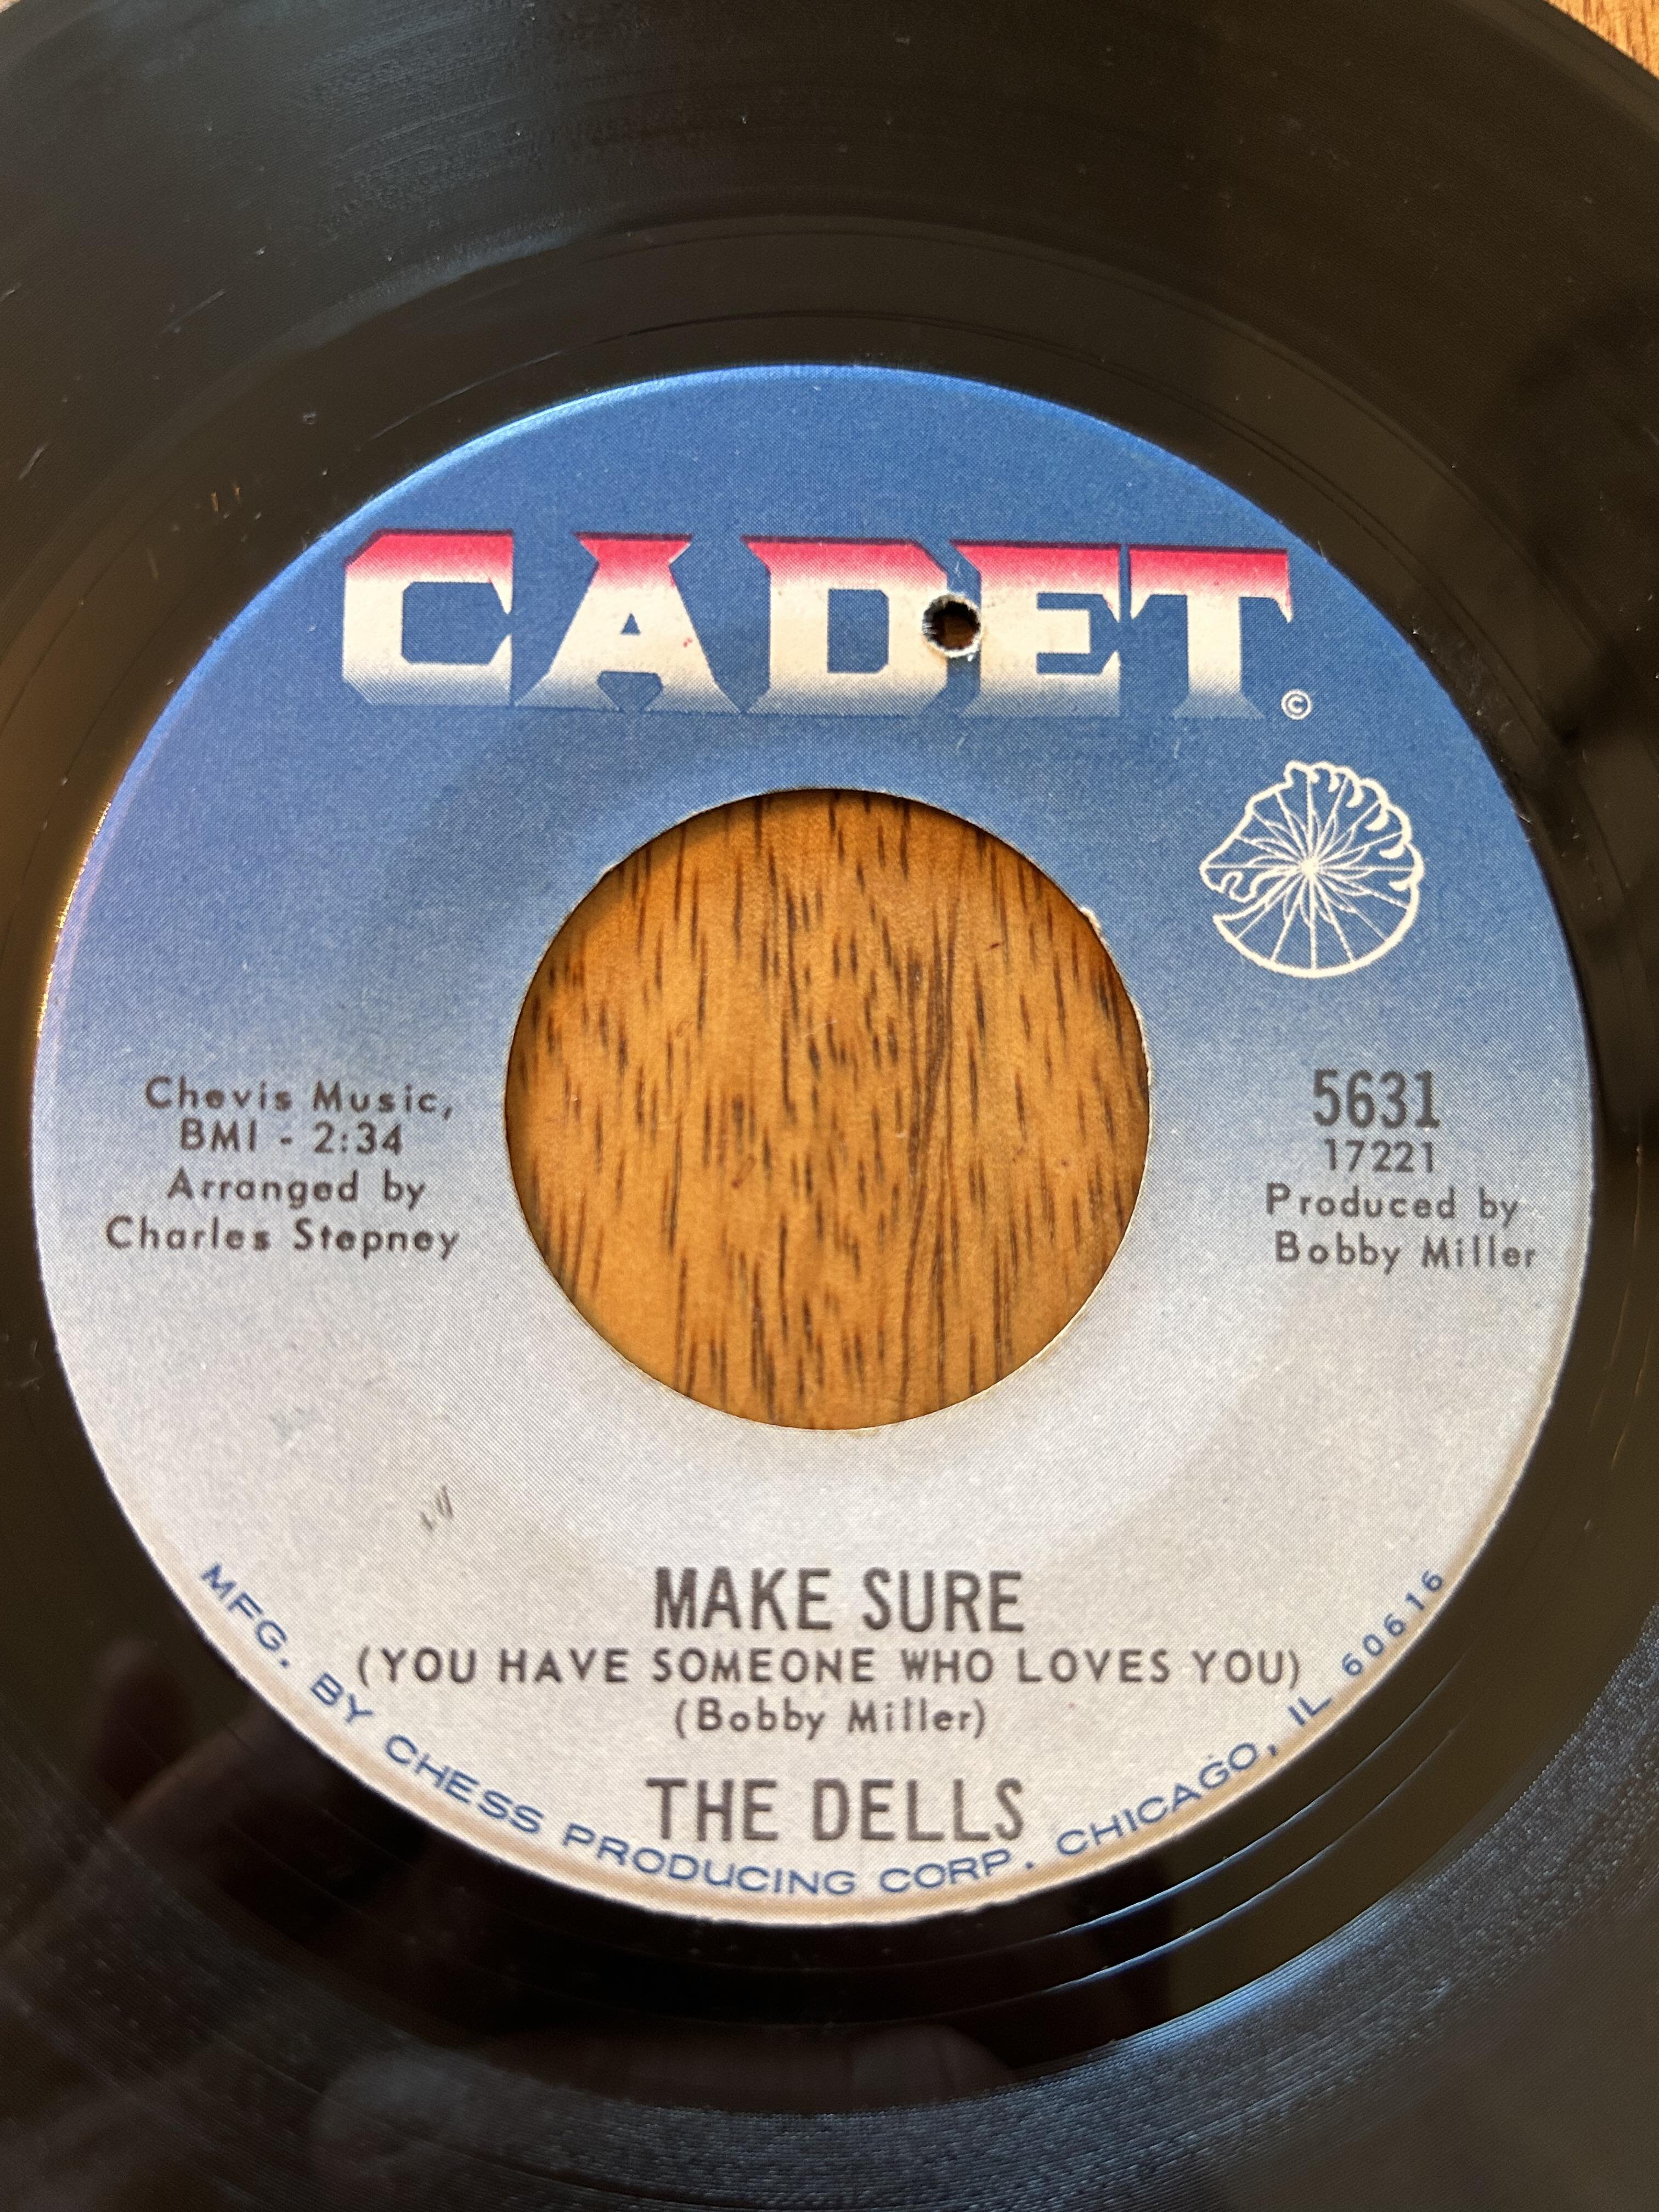 CADET
©
Chevis Music,
BMI - 2:34
Arranged by
Charles Stepney
5631
17221
Produced by
Bobby Miller
MAKE SURE
(YOU HAVE SOMEONE WHO LOVES YOU)
(Bobby Miller)
THE DELLS
MFG. BY CHESS PRODUCING CORP. CHICAGO, IL 60616